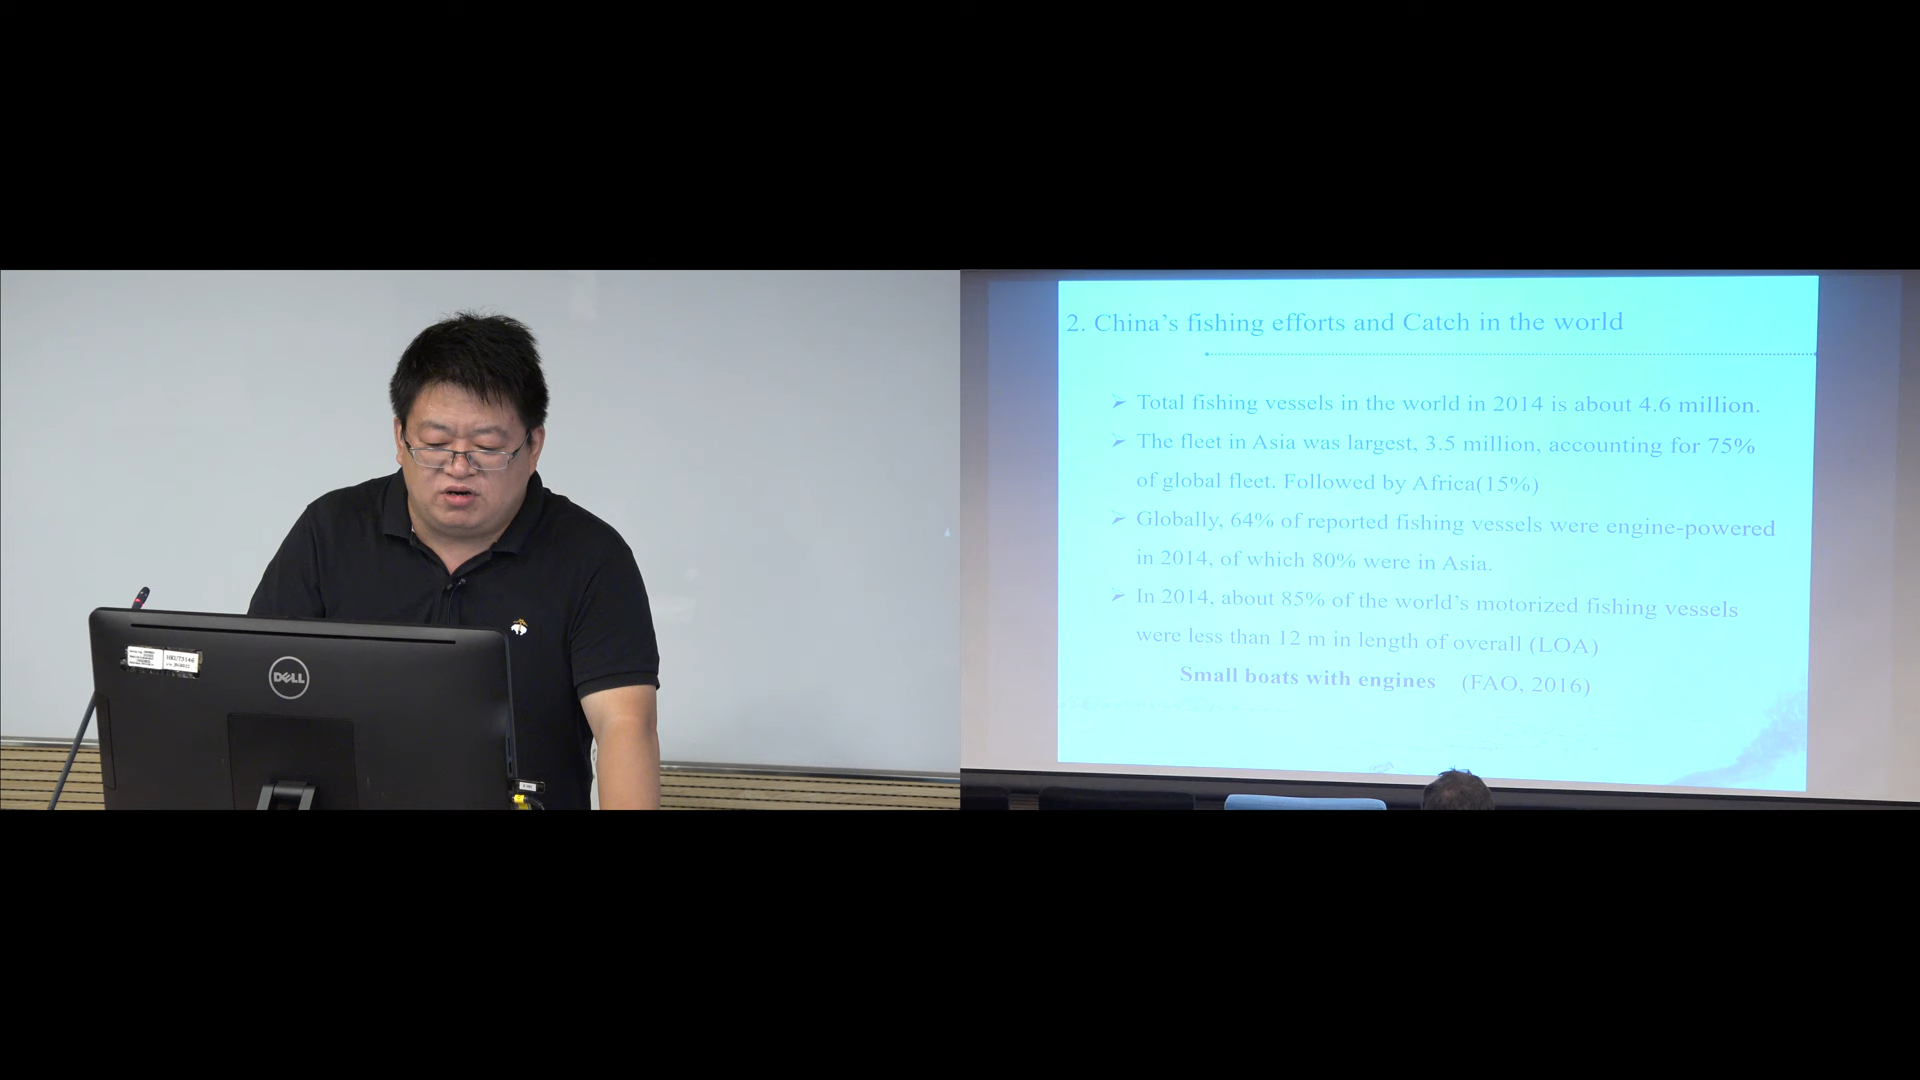 DELL
HKU75146
2. China’s fishing efforts and Catch in the world
➢ Total fishing vessels in the world in 2014 is about 4.6 million.
➢ The fleet in Asia was largest, 3.5 million, accounting for 75%
of global fleet. Followed by Africa(15%)
➢ Globally, 64% of reported fishing vessels were engine-powered
in 2014, of which 80% were in Asia.
➢ In 2014, about 85% of the world’s motorized fishing vessels
were less than 12 m in length of overall (LOA)
Small boats with engines (FAO, 2016)